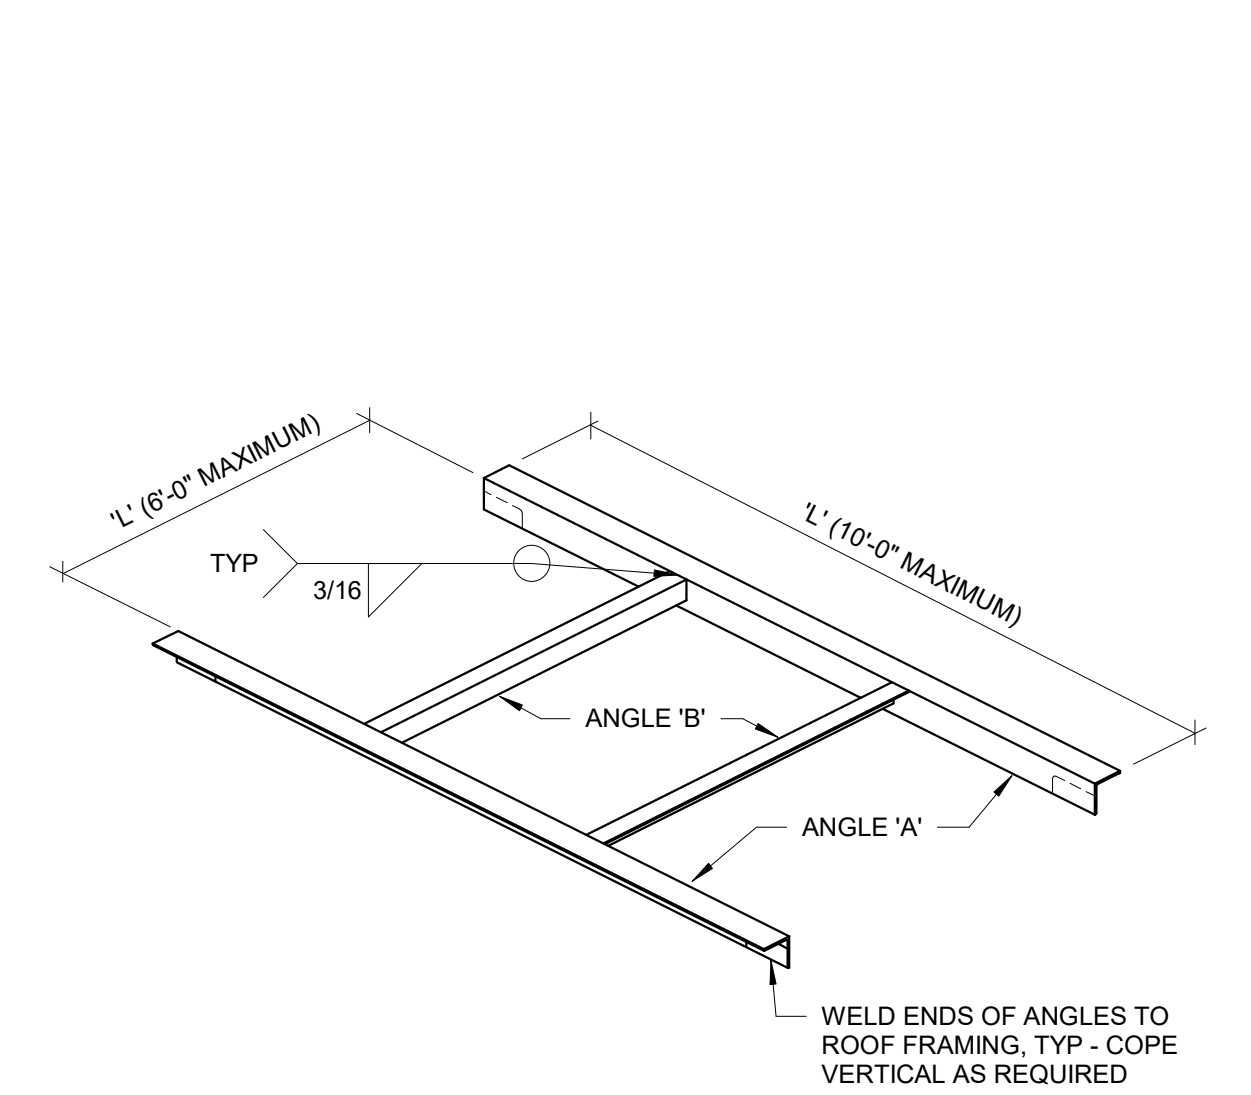 'L' (6'-0" MAXIMUM)
'L' (10'-0" MAXIMUM)
TYP
3/16
ANGLE 'B'
ANGLE 'A'
WELD ENDS OF ANGLES TO
ROOF FRAMING, TYP - COPE
VERTICAL AS REQUIRED